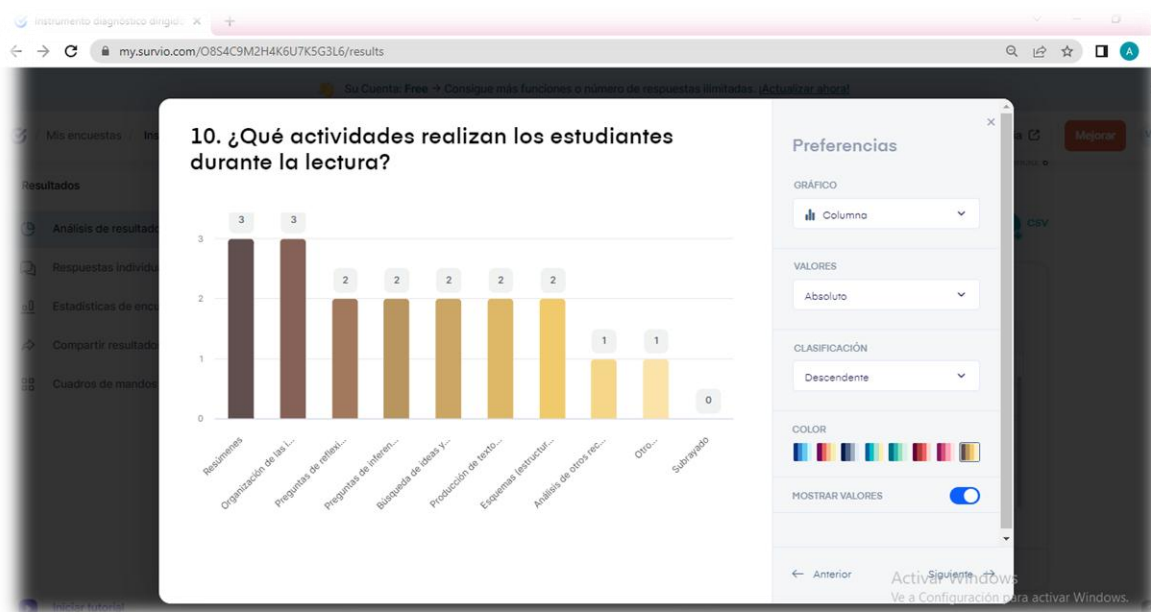 Instrumento diagnóstico dirigid
my.survio.com/O8S4C9M2H4K6U7K5G3L6/results
A
Su Cuenta: Free → Consigue más funciones o número de respuestas ilimitadas. ¡Actualizar ahora!
Mis encuestas Ins
Mejorar
Resultados
Análisis de resultado
Respuestas individu
Estadísticas de encu
Compartir resultado
Cuadros de mandos
CSV
Iniciar tutorial
10. ¿Qué actividades realizan los estudiantes
durante la lectura?
3 3 2 2 2 2 2 1 1 0
3
2
1
0
Resúmenes
Organización de las i...
Preguntas de reflexi...
Preguntas de inferen...
Búsqueda de ideas y...
Producción de texto...
Esquemas (estructur...
Análisis de otros rec...
Otro...
Subrayado
Preferencias
GRÁFICO
Columna
VALORES
Absoluto
CLASIFICACIÓN
Descendente
COLOR
MOSTRAR VALORES
← Anterior Siguiente →
Activar Windows
Ve a Configuración para activar Windows.